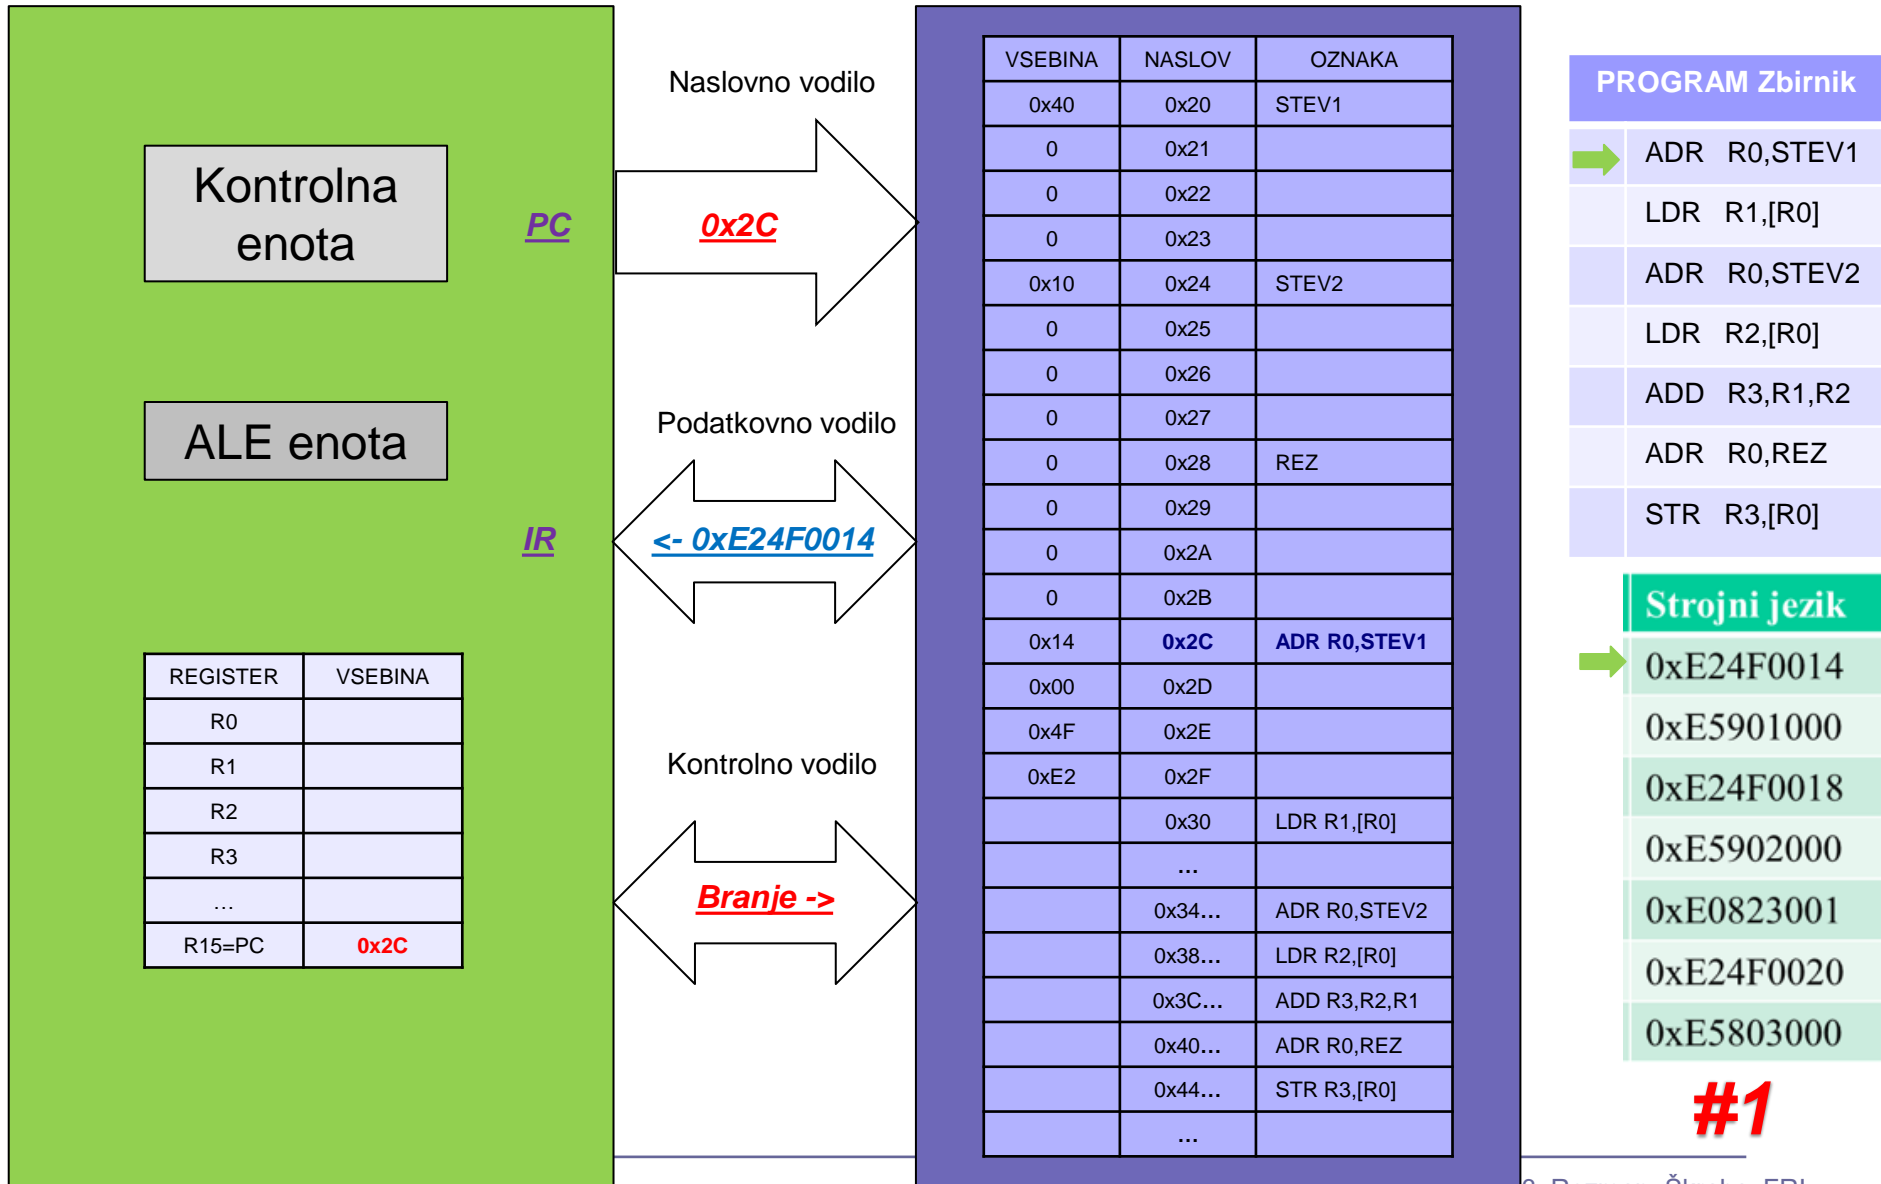 Kontrolna
enota
PC
ALE enota
IR
REGISTER VSEBINA
R0
R1
R2
R3
...
R15=PC 0x2C
Naslovno vodilo
0x2C
Podatkovno vodilo
<- 0xE24F0014
Kontrolno vodilo
Branje ->
VSEBINA NASLOV OZNAKA
0x40 0x20 STEV1
0 0x21
0 0x22
0 0x23
0x10 0x24 STEV2
0 0x25
0 0x26
0 0x27
0 0x28 REZ
0 0x29
0 0x2A
0 0x2B
0x14 0x2C ADR R0,STEV1
0x00 0x2D
0x4F 0x2E
0xE2 0x2F
0x30 LDR R1,[R0]
...
0x34... ADR R0,STEV2
0x38... LDR R2,[R0]
0x3C... ADD R3,R2,R1
0x40... ADR R0,REZ
0x44... STR R3,[R0]
...
PROGRAM Zbirnik
ADR R0,STEV1
LDR R1,[R0]
ADR R0,STEV2
LDR R2,[R0]
ADD R3,R1,R2
ADR R0,REZ
STR R3,[R0]
Strojni jezik
0xE24F0014
0xE5901000
0xE24F0018
0xE5902000
0xE0823001
0xE24F0020
0xE5803000
#1